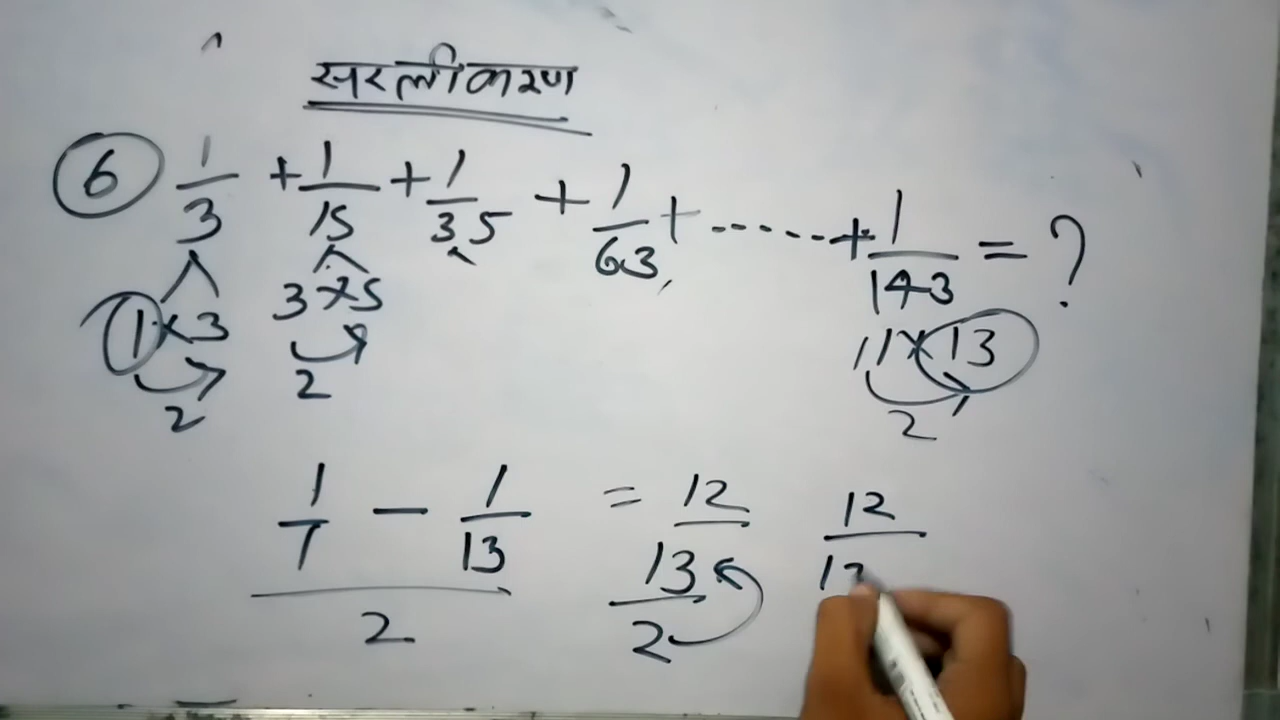 सरलीकरण
6 1/3 + 1/15 + 1/35 + 1/63 + ...... + 1/143 = ?
1×3 3×5 11×13
2 2 2
(1/1 - 1/13)/2 = (12/13)/2 12/13